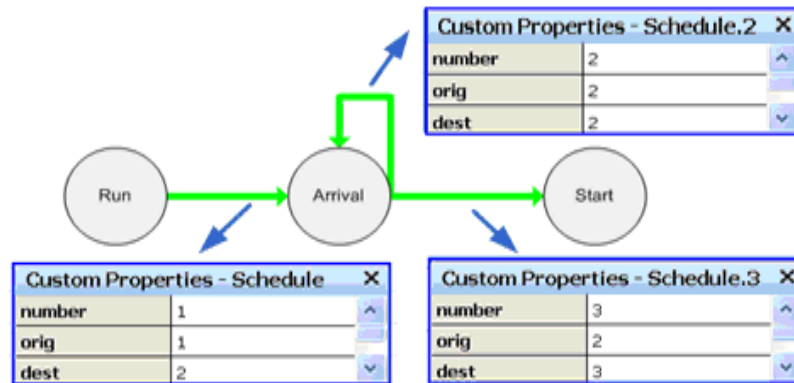 Custom Properties - Schedule.2 ×
number 2
orig 2
dest 2
Run
Arrival
Start
Custom Properties - Schedule ×
number 1
orig 1
dest 2
Custom Properties - Schedule.3 ×
number 3
orig 2
dest 3